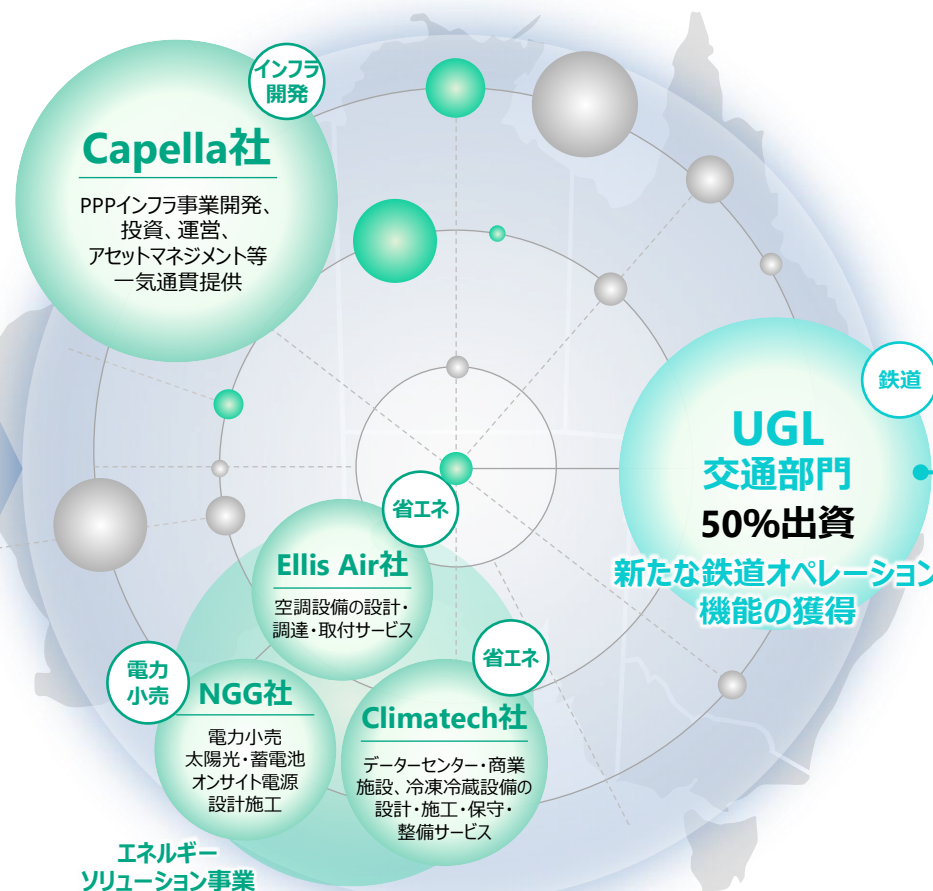 インフラ
開発
Capella社
PPPインフラ事業開発、
投資、運営、
アセットマネジメント等
一気通貫提供
鉄道
UGL
交通部門
50%出資
新たな鉄道オペレーション
機能の獲得
省エネ
Ellis Air社
空調設備の設計・
調達・取付サービス
電力
小売
NGG社
電力小売
太陽光・蓄電池
オンサイト電源
設計施工
省エネ
Climatech社
データーセンター・商業
施設、冷凍冷蔵設備の
設計・施工・保守・
整備サービス
エネルギー
ソリューション事業